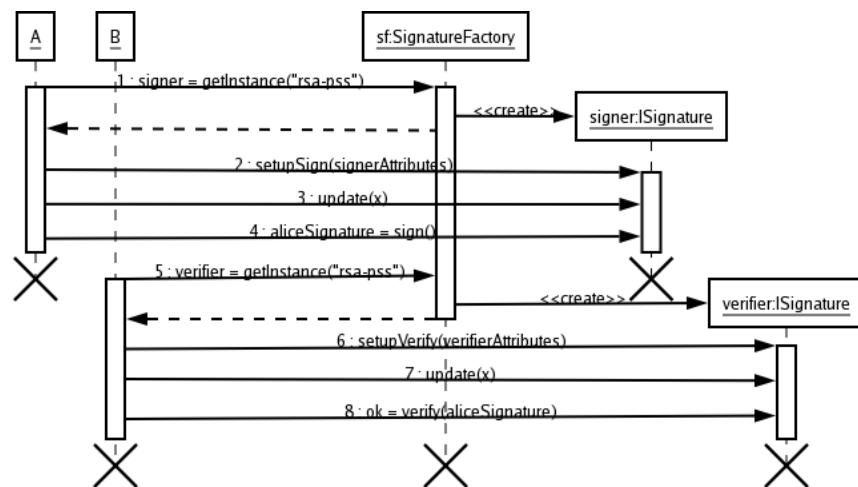 A
B
sf:SignatureFactory
1 : signer = getInstance("rsa-pss")
<<create>>
signer:ISignature
2 : setupSign(signerAttributes)
3 : update(x)
4 : aliceSignature = sign()
5 : verifier = getInstance("rsa-pss")
<<create>>
verifier:ISignature
6 : setupVerify(verifierAttributes)
7 : update(x)
8 : ok = verify(aliceSignature)